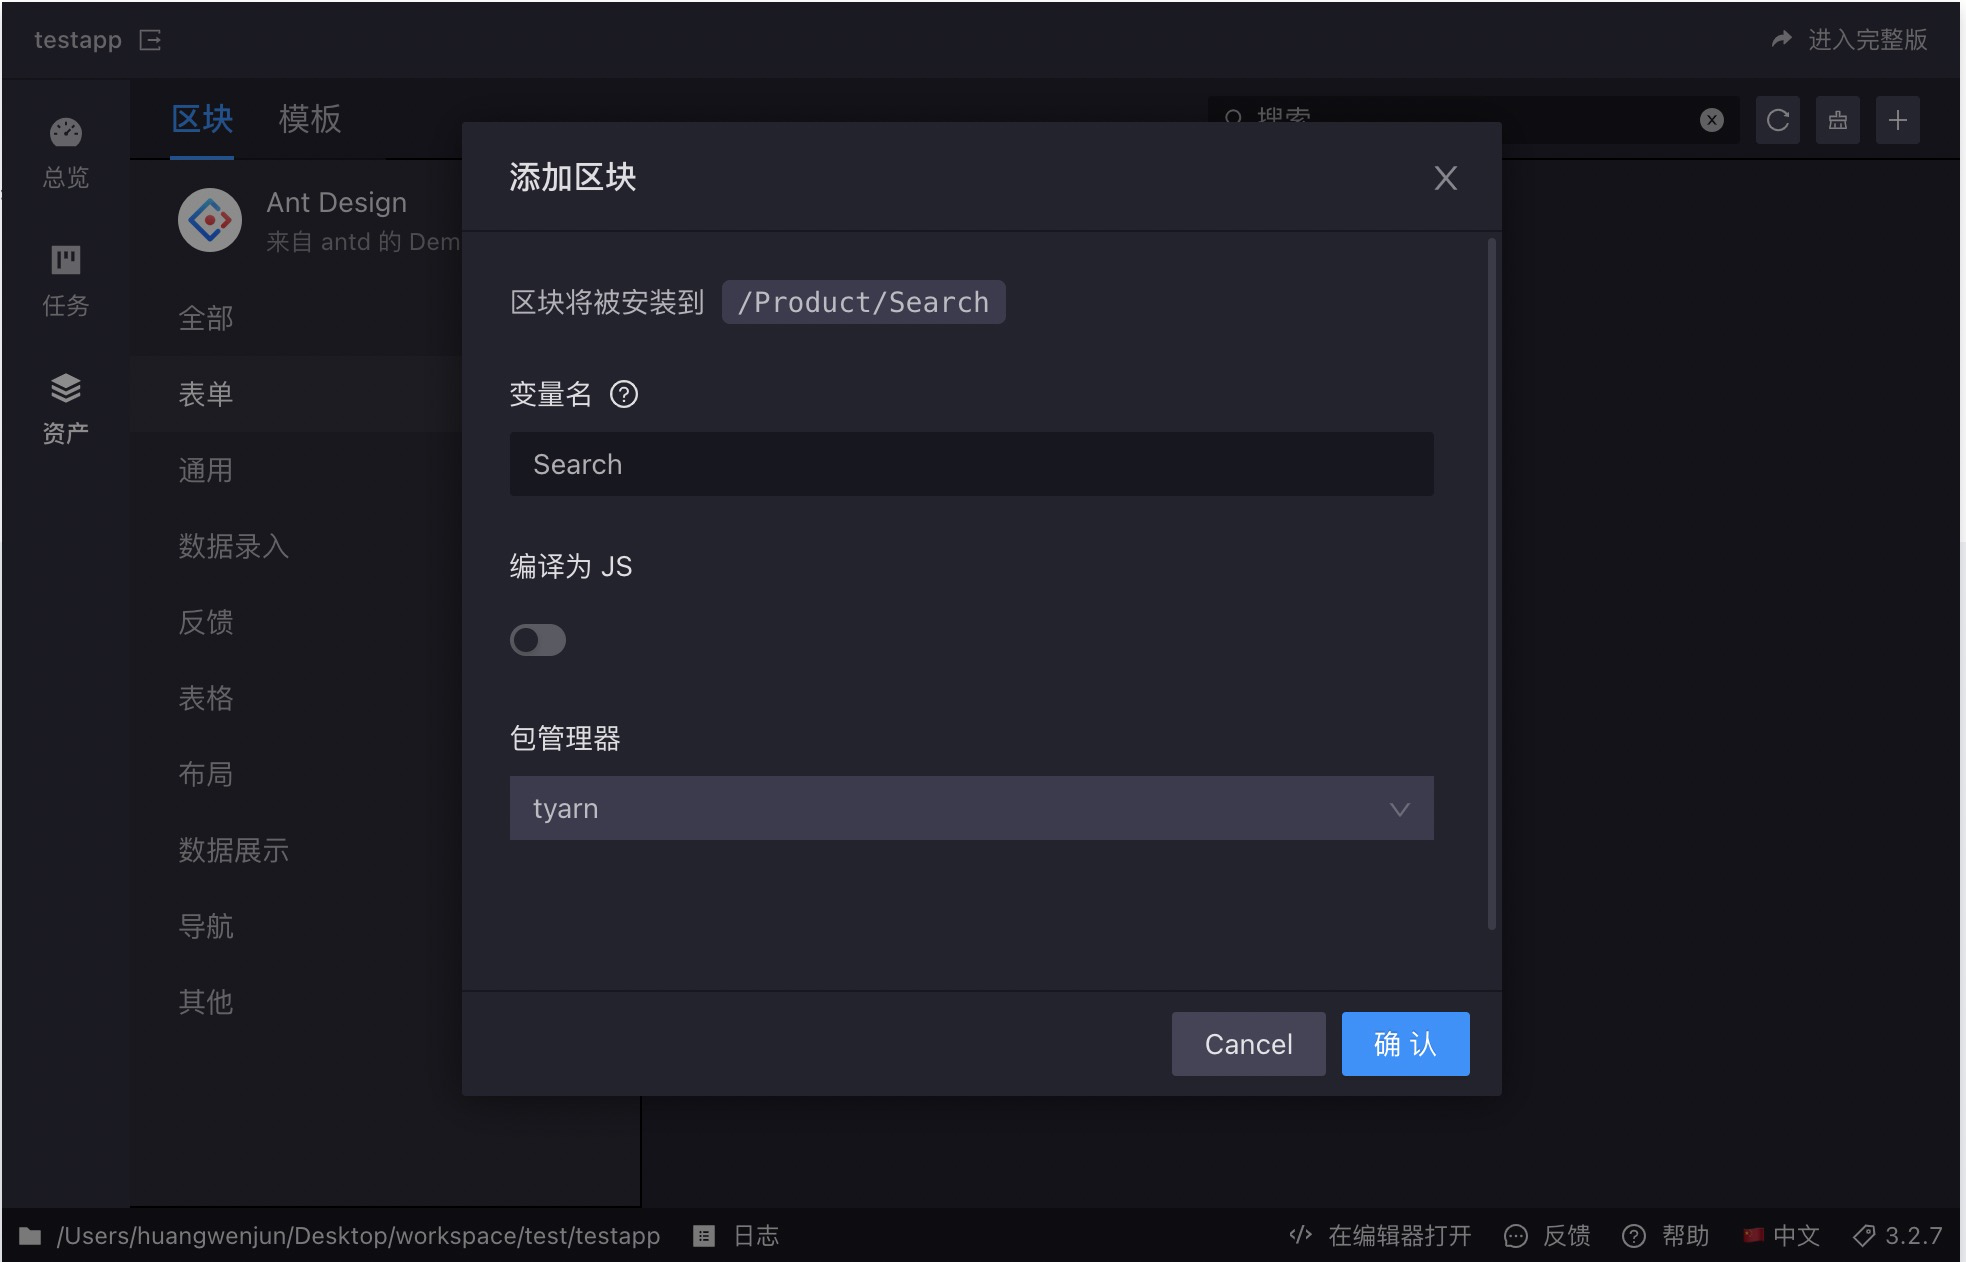 testapp
进入完整版
总览
任务
资产
区块
模板
搜索
Ant Design
来自 antd 的 Dem
全部
表单
通用
数据录入
反馈
表格
布局
数据展示
导航
其他
添加区块
区块将被安装到 /Product/Search
变量名
Search
编译为 JS
包管理器
tyarn
Cancel
确 认
/Users/huangwenjun/Desktop/workspace/test/testapp
日志
在编辑器打开
反馈
帮助
中文
3.2.7